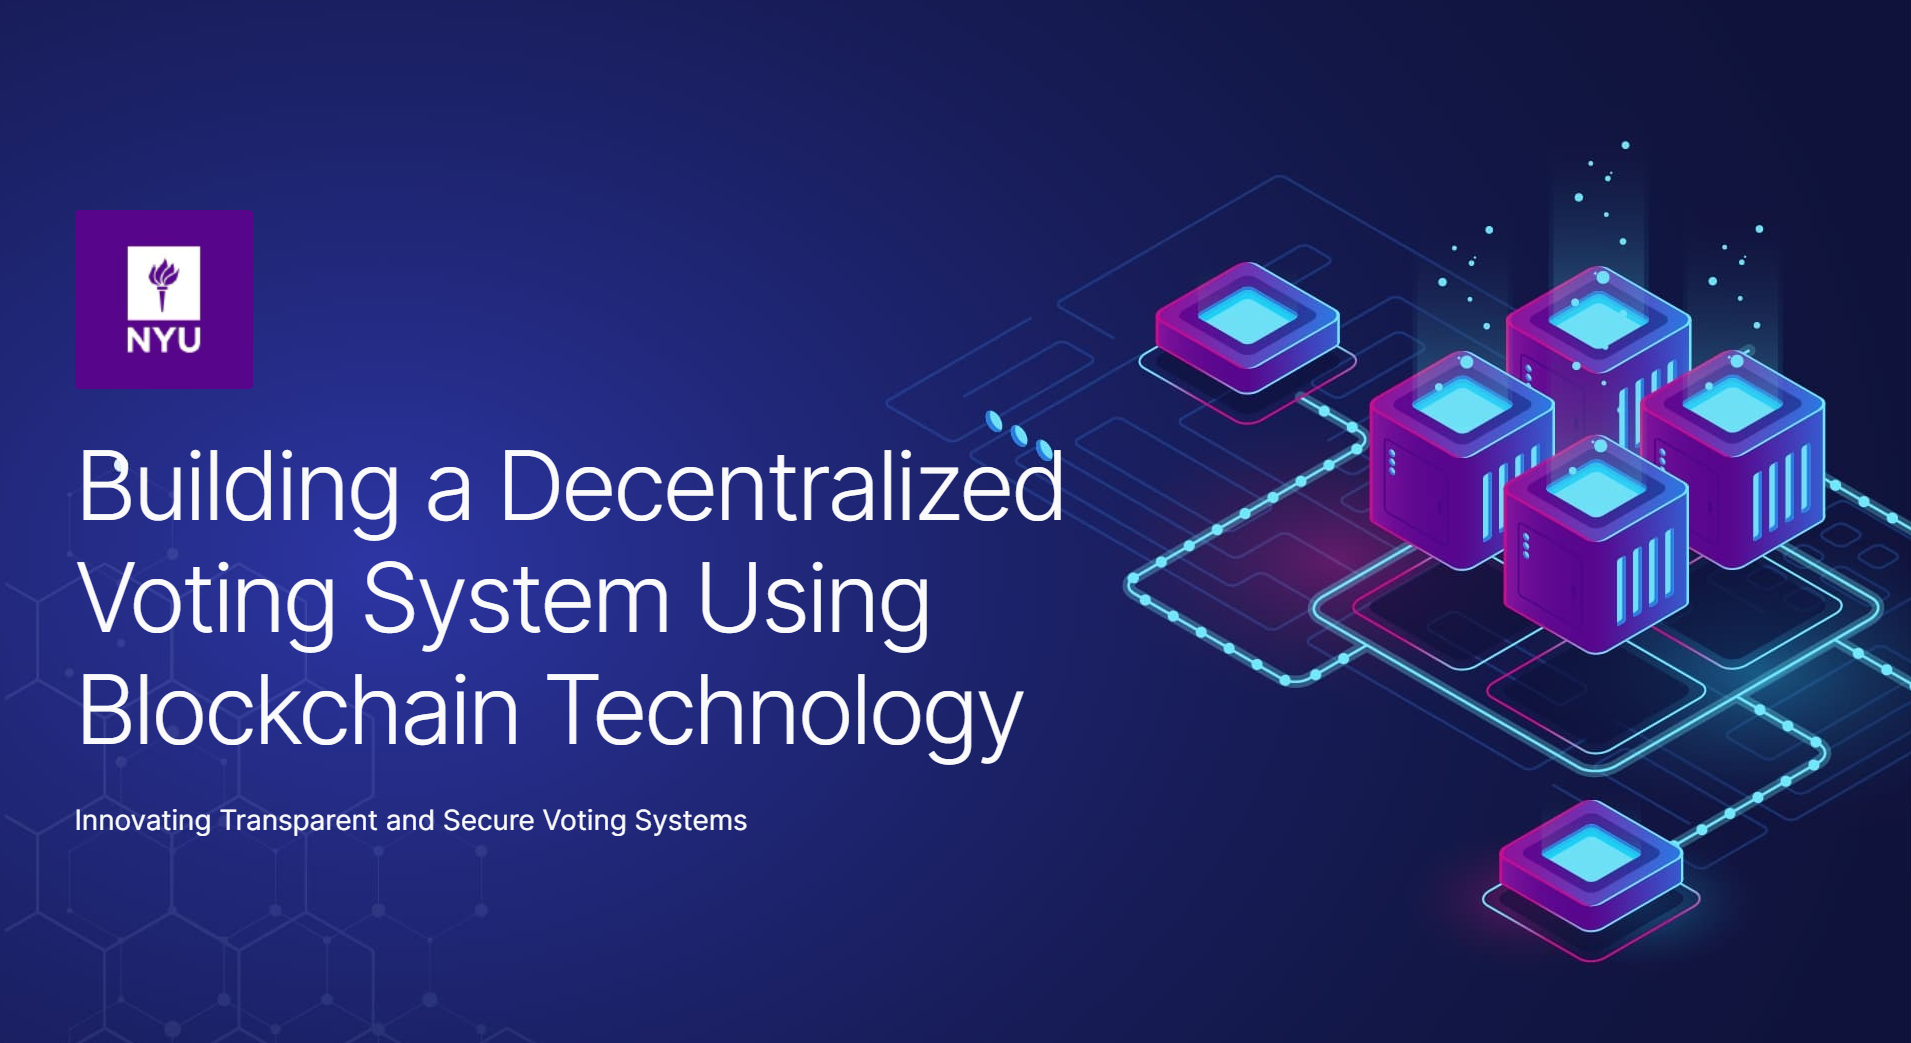 NYU
Building a Decentralized
Voting System Using
Blockchain Technology
Innovating Transparent and Secure Voting Systems